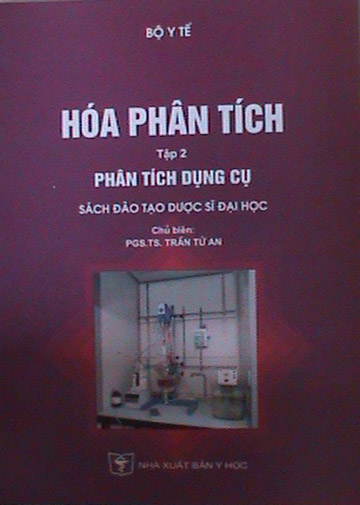 BỘ Y TẾ
HÓA PHÂN TÍCH
Tập 2
PHÂN TÍCH DỤNG CỤ
SÁCH ĐÀO TẠO DƯỢC SĨ ĐẠI HỌC
Chủ biên:
PGS.TS. TRẦN TỬ AN
NHÀ XUẤT BẢN Y HỌC